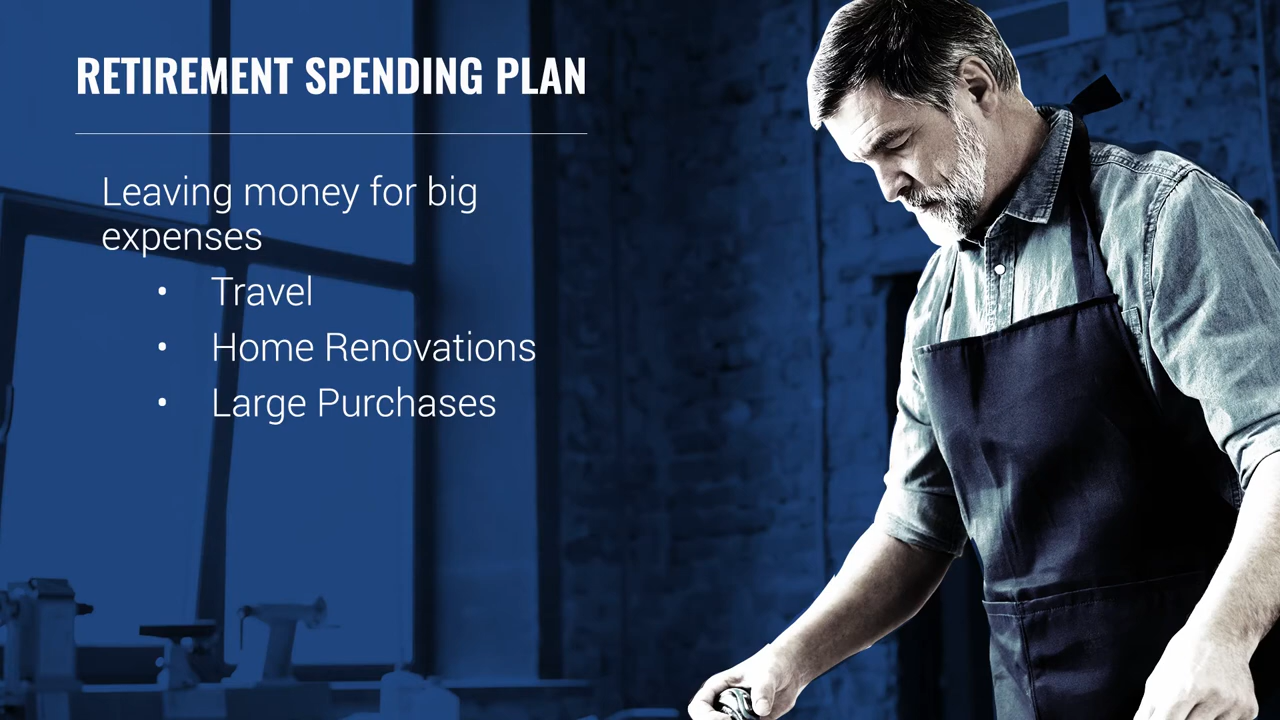 RETIREMENT SPENDING PLAN
Leaving money for big
expenses
• Travel
• Home Renovations
• Large Purchases